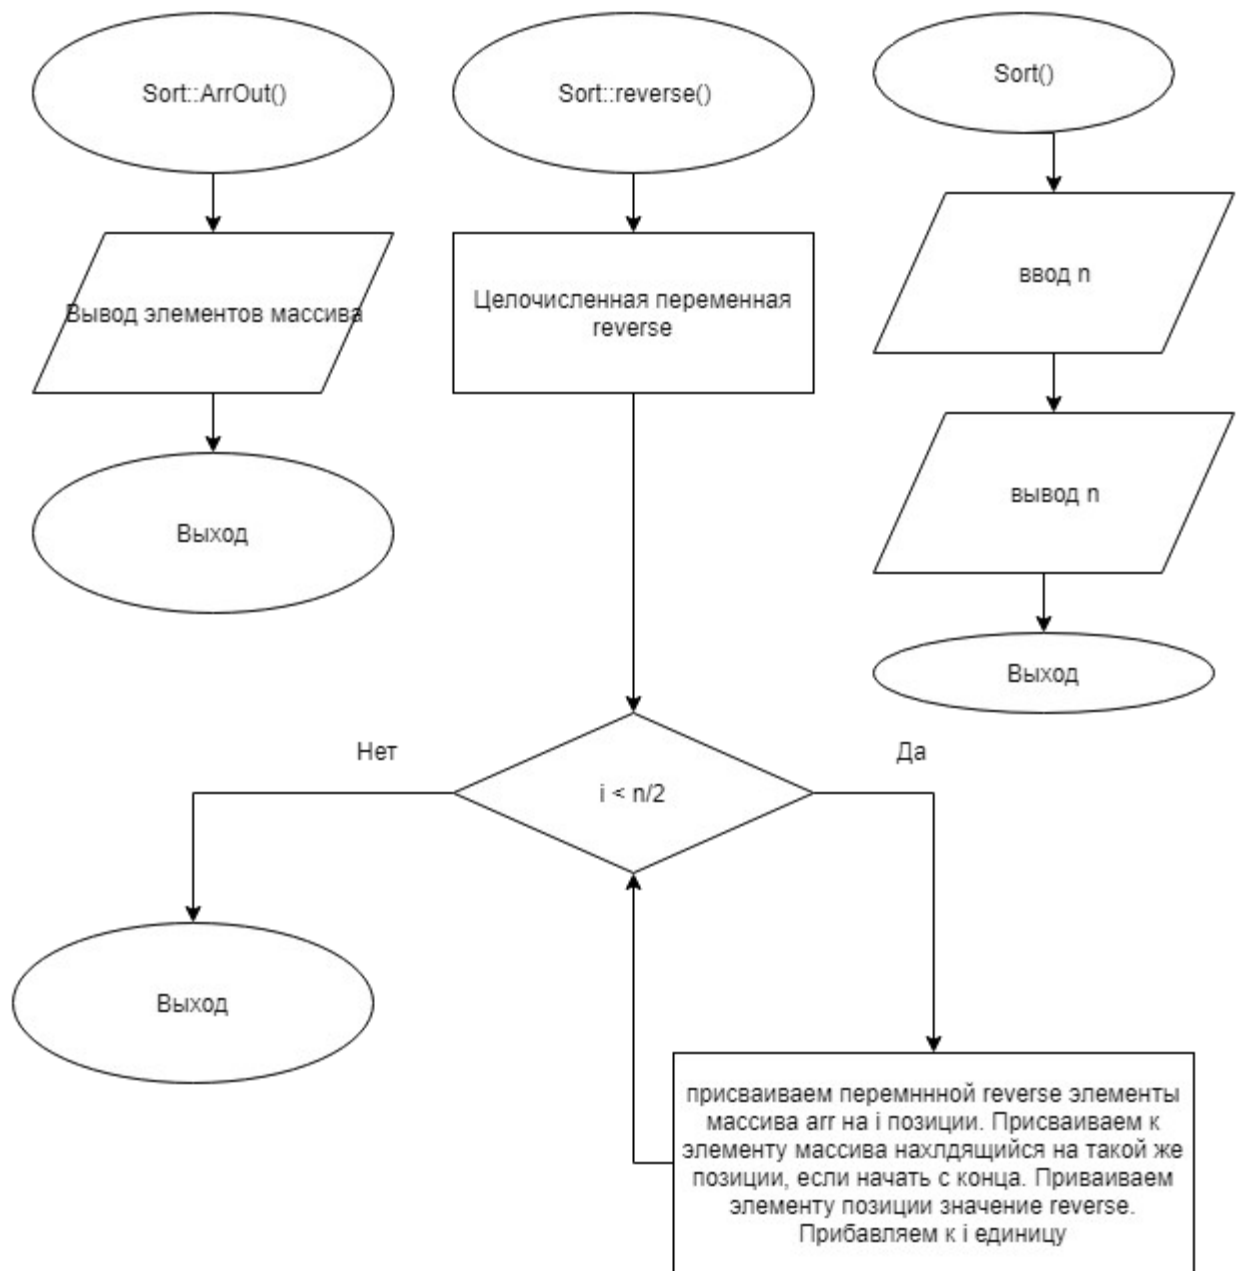 Sort::ArrOut()
Вывод элементов массива
Выход
Sort::reverse()
Целочисленная переменная
reverse
Sort()
ввод n
вывод n
Выход
Нет
i < n/2
Да
Выход
присваиваем перемннной reverse элементы
массива arr на i позиции. Присваиваем к
элементу массива нахлдящийся на такой же
позиции, если начать с конца. Приваиваем
элементу позиции значение reverse.
Прибавляем к i единицу